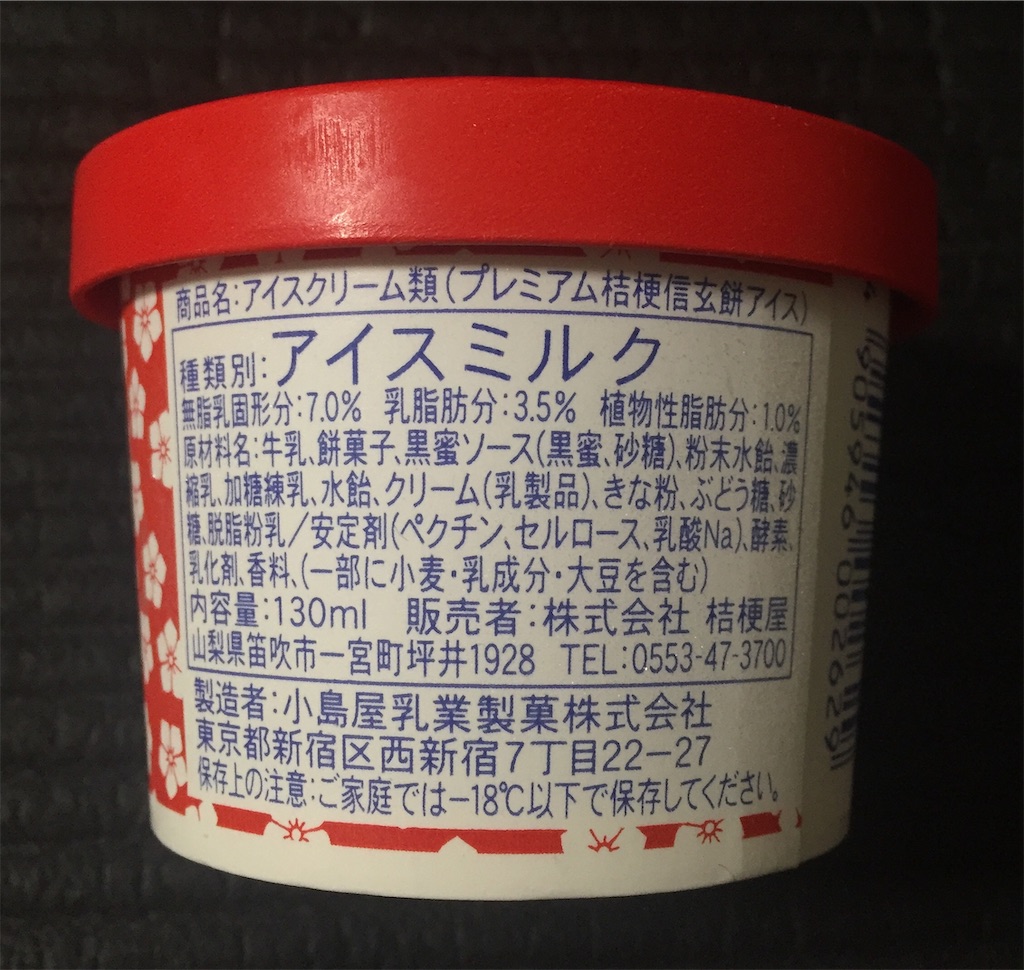 商品名:アイスクリーム類(プレミアム桔梗信玄餅アイス)
種類別:アイスミルク
無脂乳固形分:7.0% 乳脂肪分:3.5% 植物性脂肪分:1.0%
原材料名:牛乳、餅菓子、黒蜜ソース(黒蜜、砂糖)、粉末水飴、濃
縮乳、加糖練乳、水飴、クリーム(乳製品)、きな粉、ぶどう糖、砂
糖、脱脂粉乳/安定剤(ペクチン、セルロース、乳酸Na)、酵素、
乳化剤、香料、(一部に小麦・乳成分・大豆を含む)
内容量:130ml 販売者:株式会社 桔梗屋
山梨県笛吹市一宮町坪井1928 TEL:0553-47-3700
製造者:小島屋乳業製菓株式会社
東京都新宿区西新宿7丁目22-27
保存上の注意:ご家庭では-18℃以下で保存してください。